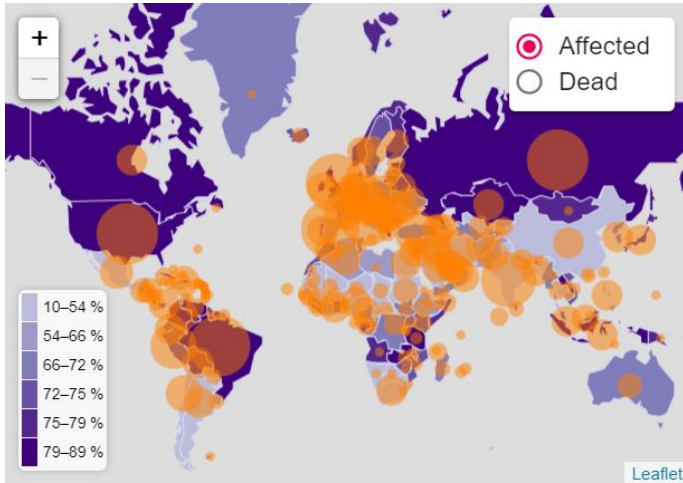 +
−
Affected
Dead
10–54 %
54–66 %
66–72 %
72–75 %
75–79 %
79–89 %
Leaflet